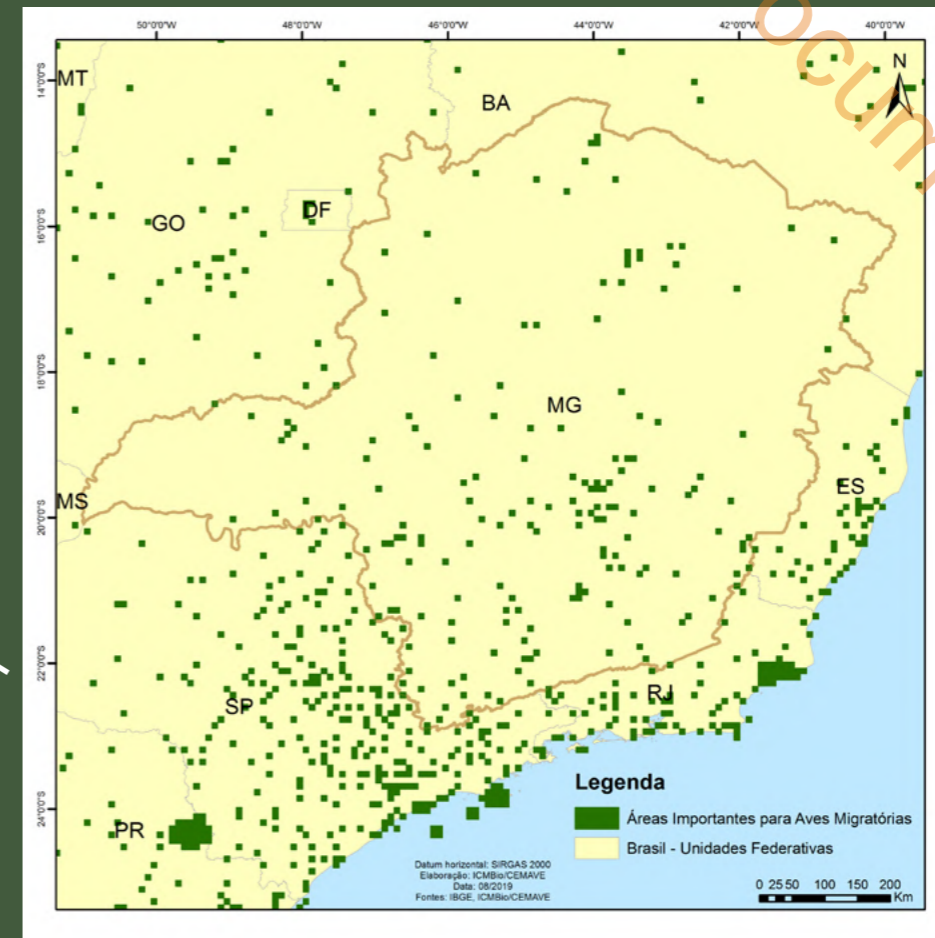 50°0'0"W 48°0'0"W 46°0'0"W 44°0'0"W 42°0'0"W 40°0'0"W
ocum
N
14°0'0"S
MT
BA
DF
GO
16°0'0"S
18°0'0"S
MG
ES
MS
20°0'0"S
22°0'0"S
RJ
SP
Legenda
24°0'0"S
PR
Áreas Importantes para Aves Migratórias
Brasil - Unidades Federativas
Datum horizontal: SIRGAS 2000
Elaboração: ICMBio/CEMAVE
Data: 08/2019
Fontes: IBGE, ICMBio/CEMAVE
0 25 50 100 150 200
Km